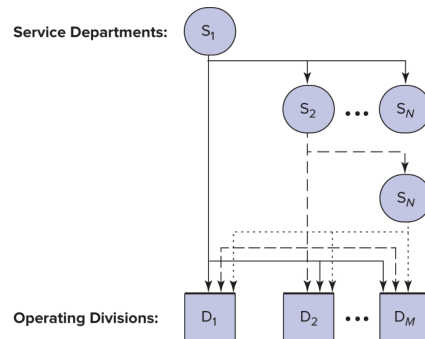 Service Departments: S1
S2 ... SN
SN
Operating Divisions: D1 D2 ... DM